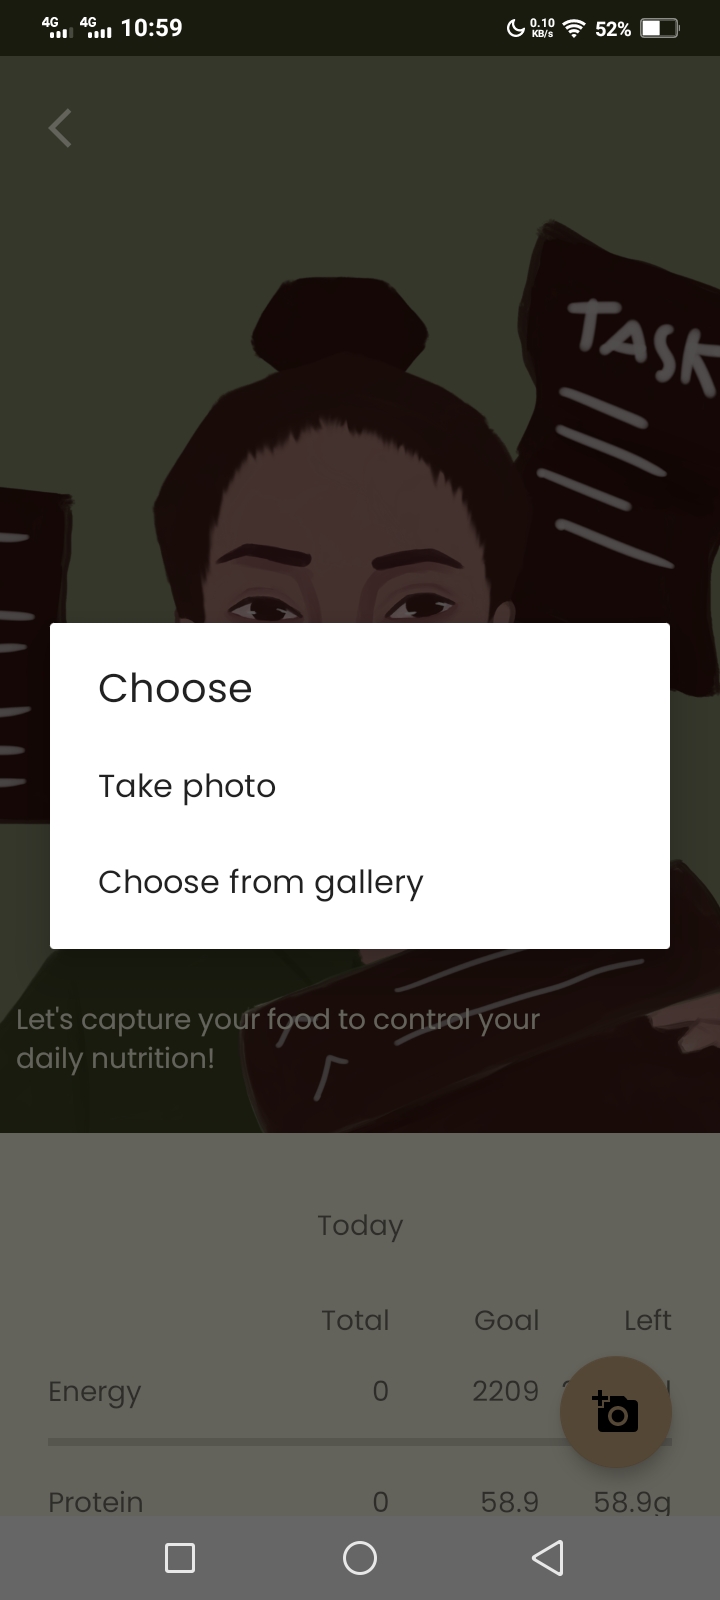 4G 4G 10:59 0.10 KB/s 52%
TASK
Choose
Take photo
Choose from gallery
Let's capture your food to control your
daily nutrition!
Today
Total Goal Left
Energy 0 2209
Protein 0 58.9 58.9g